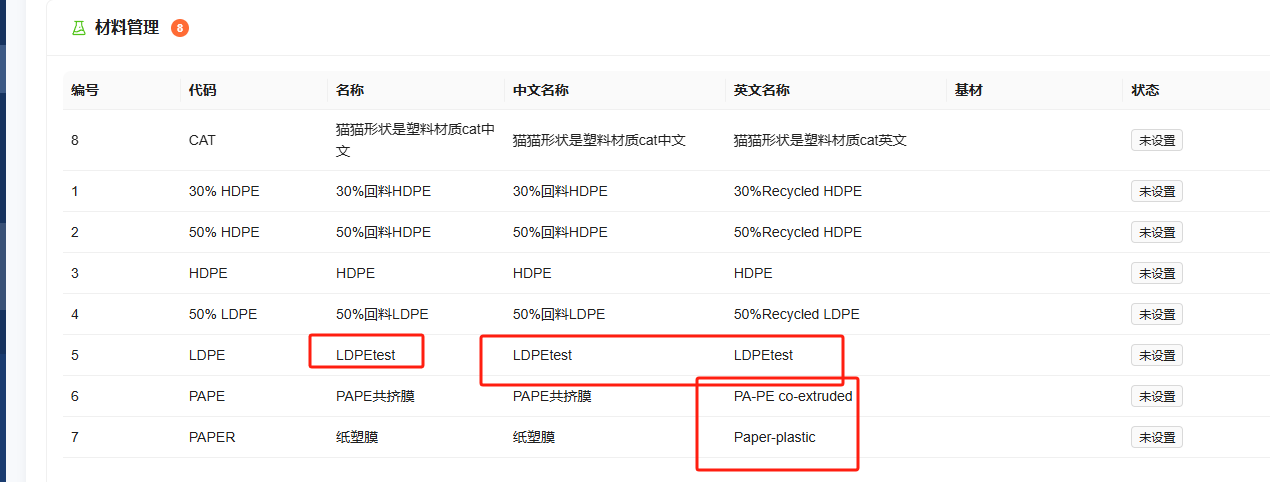 材料管理 8
编号 代码 名称 中文名称 英文名称 基材 状态
8 CAT 猫猫形状是塑料材质cat中文 猫猫形状是塑料材质cat中文 猫猫形状是塑料材质cat英文 未设置
1 30% HDPE 30%回料HDPE 30%回料HDPE 30%Recycled HDPE 未设置
2 50% HDPE 50%回料HDPE 50%回料HDPE 50%Recycled HDPE 未设置
3 HDPE HDPE HDPE HDPE 未设置
4 50% LDPE 50%回料LDPE 50%回料LDPE 50%Recycled LDPE 未设置
5 LDPE LDPEtest LDPEtest LDPEtest 未设置
6 PAPE PAPE共挤膜 PAPE共挤膜 PA-PE co-extruded 未设置
7 PAPER 纸塑膜 纸塑膜 Paper-plastic 未设置